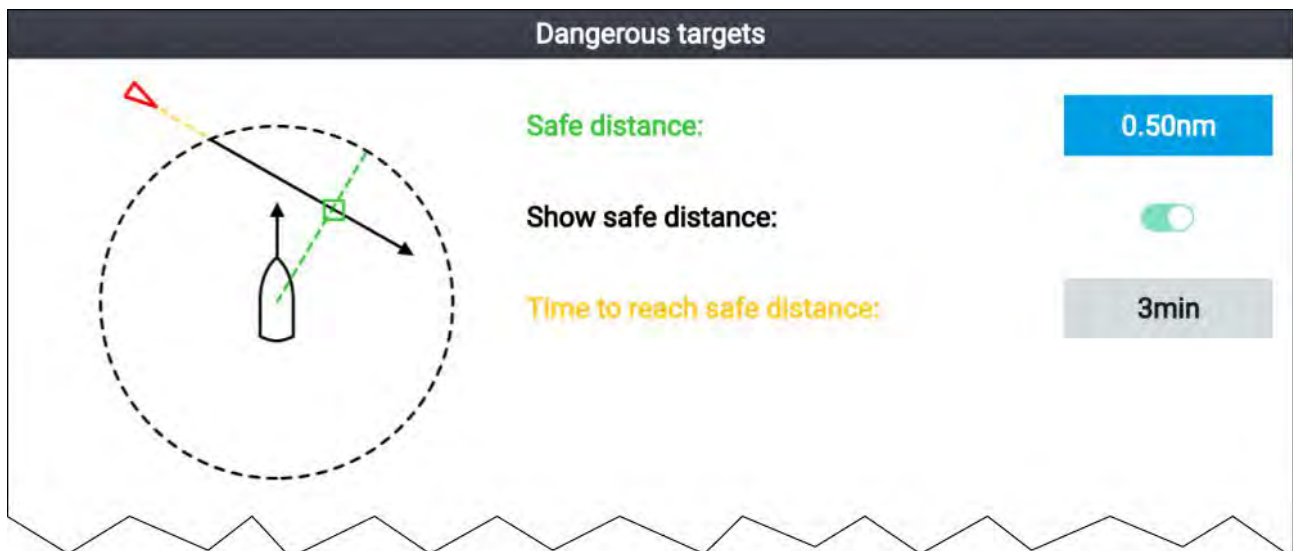 Dangerous targets
Safe distance: 0.50nm
Show safe distance:
Time to reach safe distance: 3min